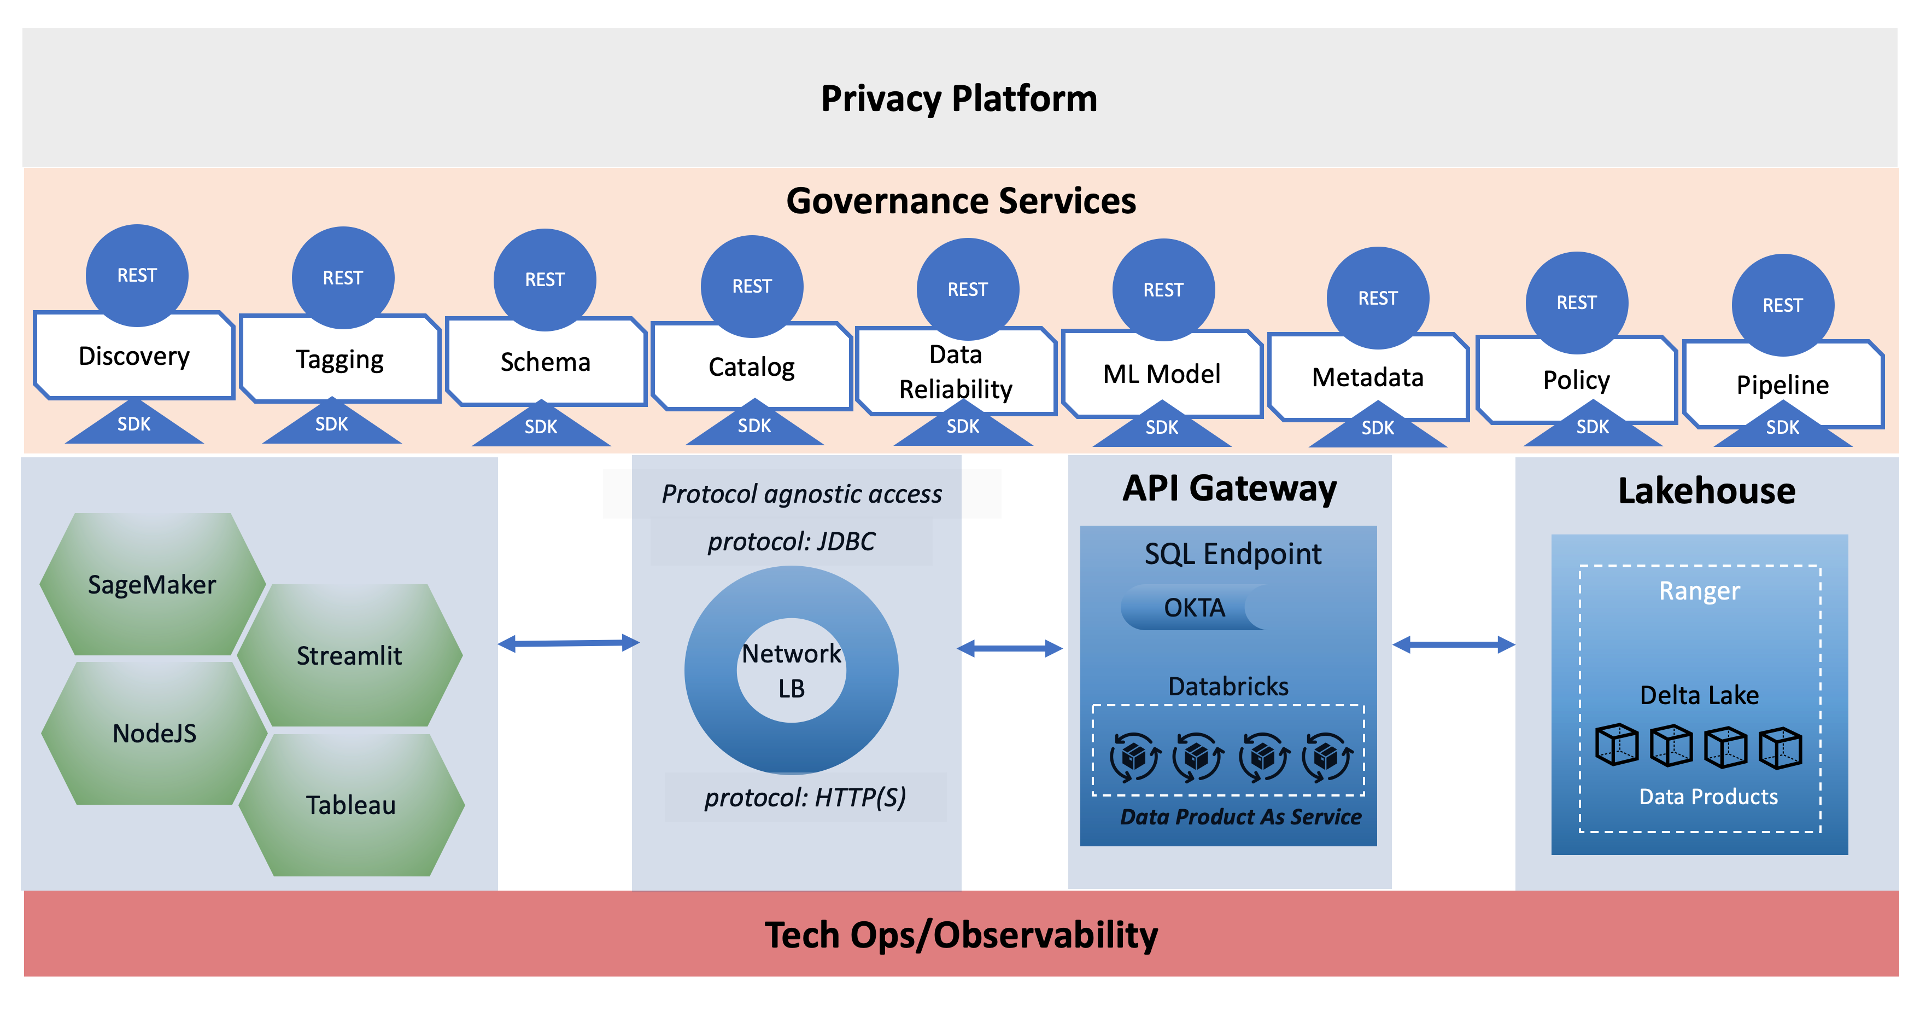 Privacy Platform
Governance Services
REST
REST
REST
REST
REST
REST
REST
REST
REST
Discovery
Tagging
Schema
Catalog
Data
Reliability
ML Model
Metadata
Policy
Pipeline
SDK
SDK
SDK
SDK
SDK
SDK
SDK
SDK
SDK
SageMaker
Streamlit
NodeJS
Tableau
Protocol agnostic access
protocol: JDBC
Network
LB
protocol: HTTP(S)
API Gateway
SQL Endpoint
OKTA
Databricks
Data Product As Service
Lakehouse
Ranger
Delta Lake
Data Products
Tech Ops/Observability